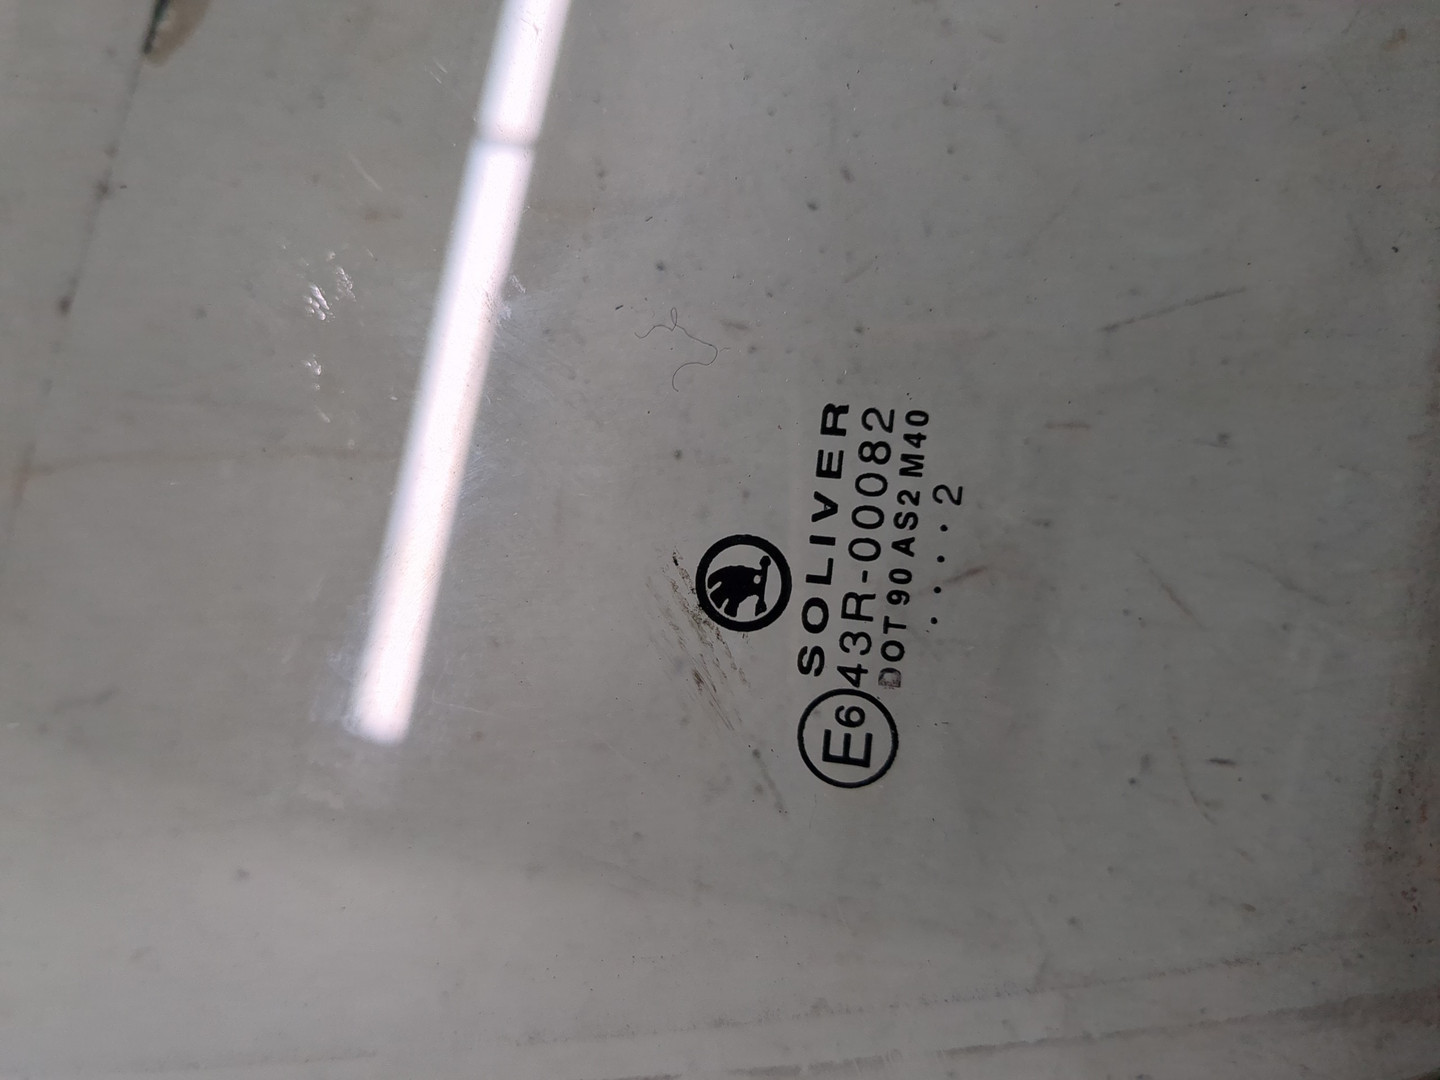 SOLIVER
E6 43R-00082
DOT 90 AS2 M40
. . . . 2